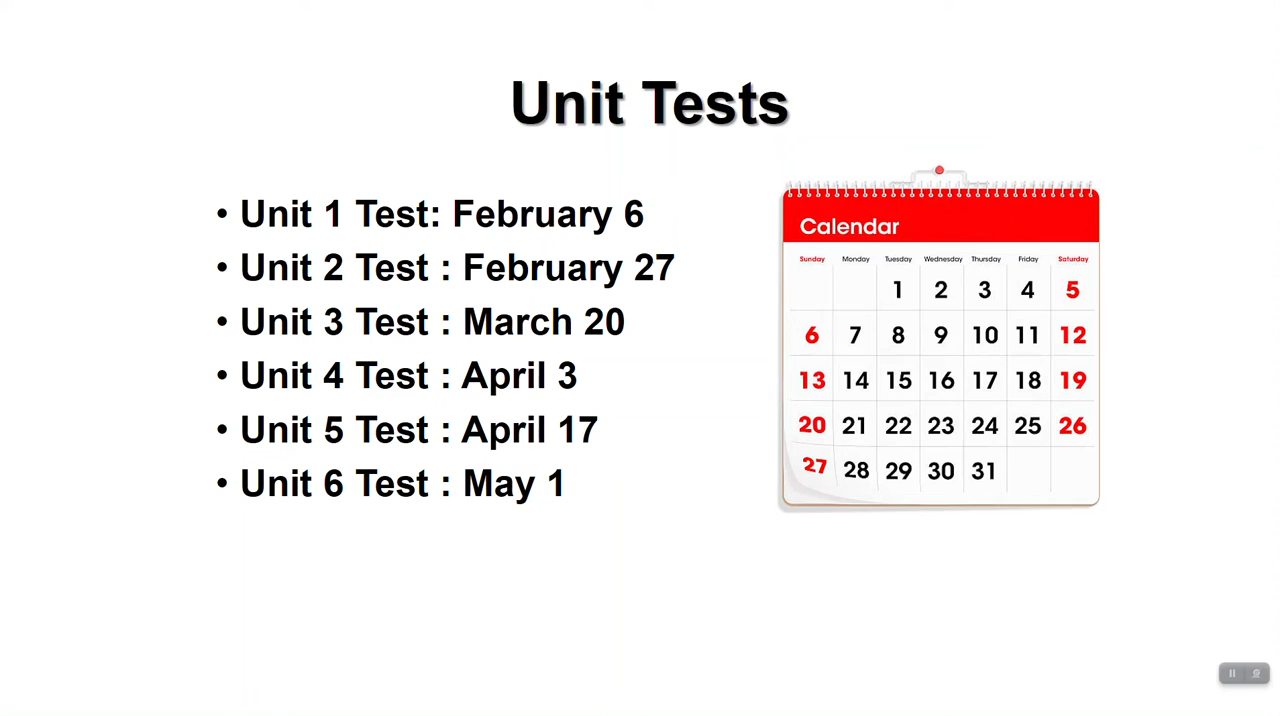 Unit Tests
• Unit 1 Test: February 6
• Unit 2 Test : February 27
• Unit 3 Test : March 20
• Unit 4 Test : April 3
• Unit 5 Test : April 17
• Unit 6 Test : May 1
Calendar
Sunday Monday Tuesday Wednesday Thursday Friday Saturday
1 2 3 4 5
6 7 8 9 10 11 12
13 14 15 16 17 18 19
20 21 22 23 24 25 26
27 28 29 30 31